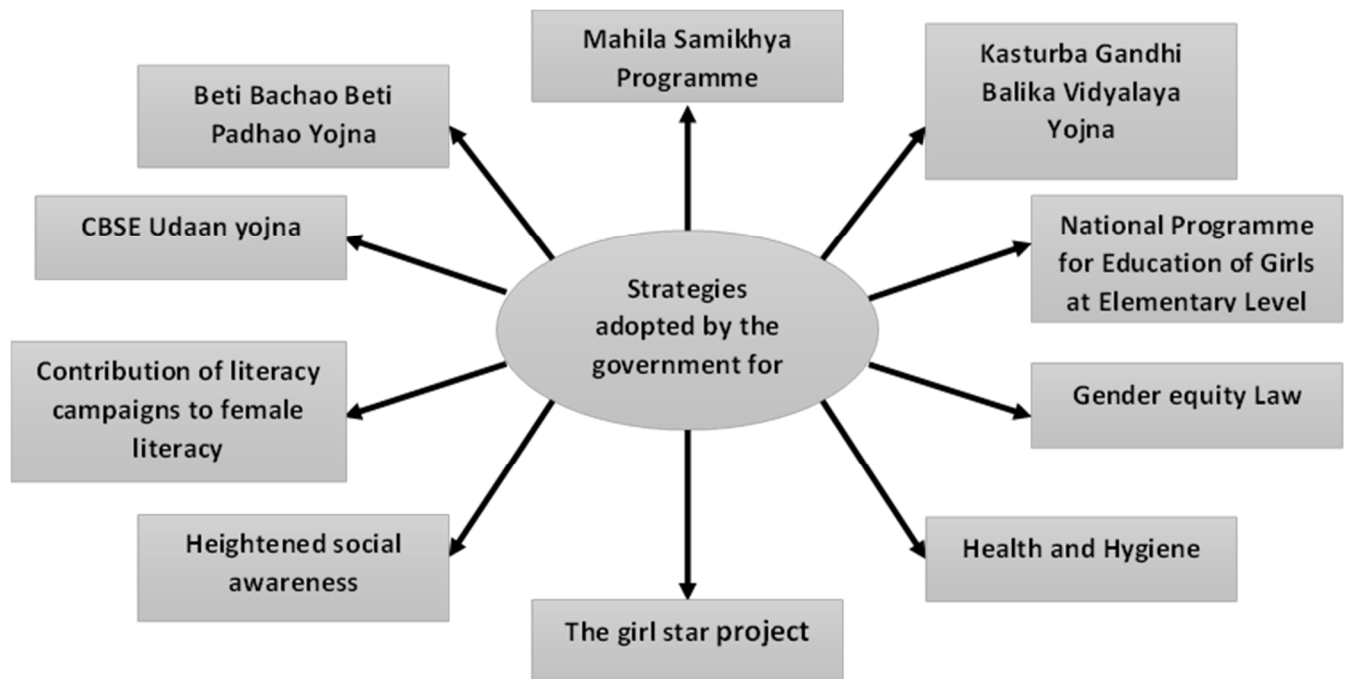 Mahila Samikhya
Programme
Kasturba Gandhi
Balika Vidyalaya
Yojna
Beti Bachao Beti
Padhao Yojna
CBSE Udaan yojna
National Programme
for Education of Girls
at Elementary Level
Strategies
adopted by the
government for
Contribution of literacy
campaigns to female
literacy
Gender equity Law
Heightened social
awareness
Health and Hygiene
The girl star project